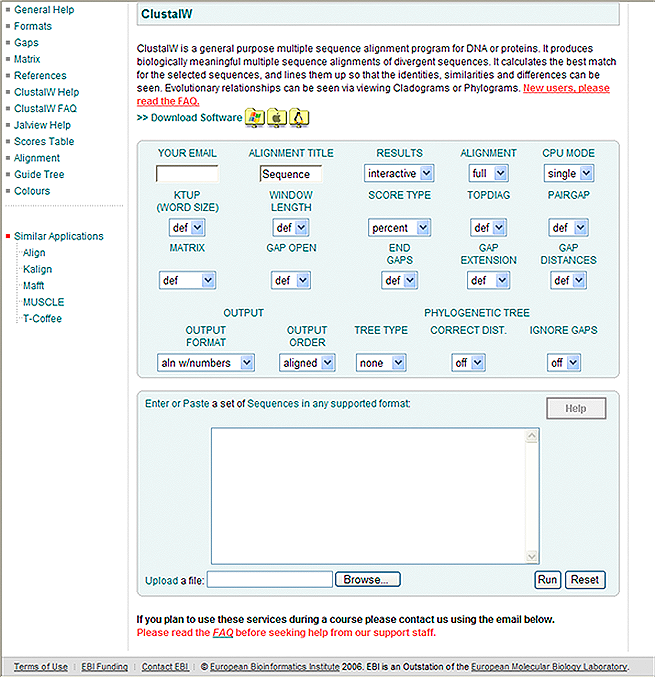 General Help
Formats
Gaps
Matrix
References
ClustalW Help
ClustalW FAQ
Jalview Help
Scores Table
Alignment
Guide Tree
Colours
Similar Applications
Align
Kalign
Mafft
MUSCLE
T-Coffee
ClustalW
ClustalW is a general purpose multiple sequence alignment program for DNA or proteins. It produces
biologically meaningful multiple sequence alignments of divergent sequences. It calculates the best match
for the selected sequences, and lines them up so that the identities, similarities and differences can be
seen. Evolutionary relationships can be seen via viewing Cladograms or Phylograms. New users, please
read the FAQ.
>> Download Software
YOUR EMAIL ALIGNMENT TITLE RESULTS ALIGNMENT CPU MODE
Sequence interactive full single
KTUP WINDOW SCORE TYPE TOPDIAG PAIRGAP
(WORD SIZE) LENGTH
def def percent def def
MATRIX GAP OPEN END GAP GAP
GAPS EXTENSION DISTANCES
def def def def def
OUTPUT PHYLOGENETIC TREE
OUTPUT OUTPUT TREE TYPE CORRECT DIST. IGNORE GAPS
FORMAT ORDER
aln w/numbers aligned none off off
Enter or Paste a set of Sequences in any supported format:
Help
Upload a file: Browse... Run Reset
If you plan to use these services during a course please contact us using the email below.
Please read the FAQ before seeking help from our support staff.
Terms of Use | EBI Funding | Contact EBI | © European Bioinformatics Institute 2006. EBI is an Outstation of the European Molecular Biology Laboratory.